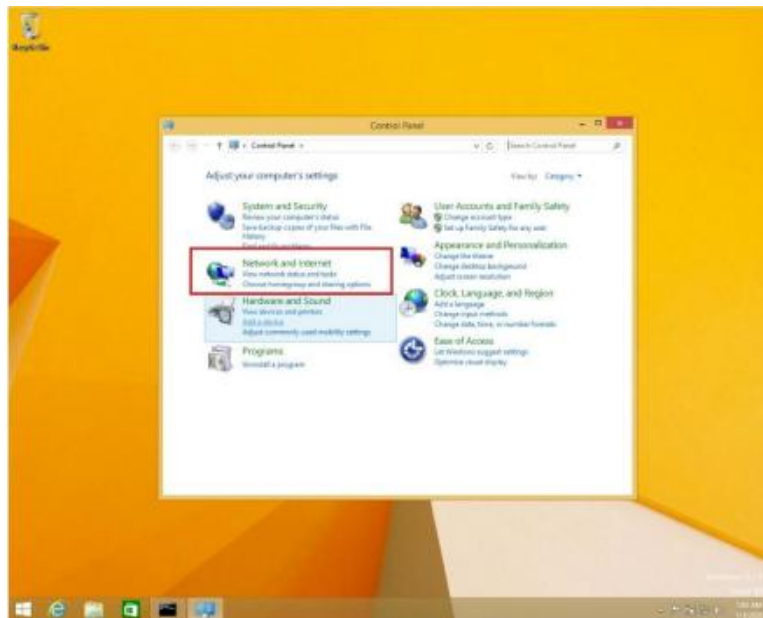 Recycle Bin
Control Panel
Control Panel
Search Control Panel
Adjust your computer's settings
View by: Category
System and Security
Review your computer's status
Save backup copies of your files with File
History
Find and fix problems
Network and Internet
View network status and tasks
Choose homegroup and sharing options
Hardware and Sound
View devices and printers
Add a device
Adjust commonly used mobility settings
Programs
Uninstall a program
User Accounts and Family Safety
Change account type
Set up Family Safety for any user
Appearance and Personalization
Change the theme
Change desktop background
Adjust screen resolution
Clock, Language, and Region
Add a language
Change input methods
Change date, time, or number formats
Ease of Access
Let Windows suggest settings
Optimize visual display